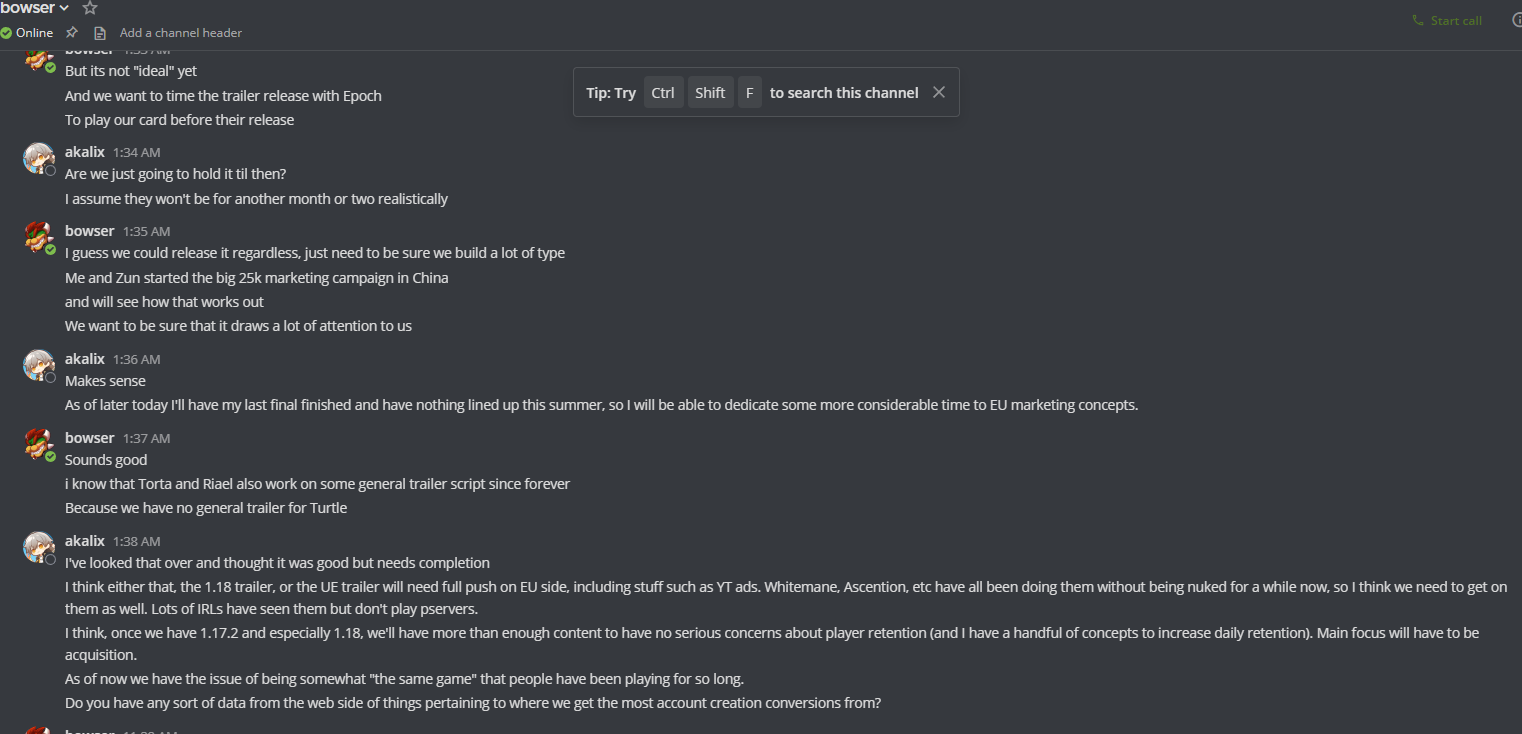 bowser
Online
Add a channel header
Start call
bowser 1:33 AM
But its not "ideal" yet
And we want to time the trailer release with Epoch
To play our card before their release
Tip: Try Ctrl Shift F to search this channel
akalix 1:34 AM
Are we just going to hold it til then?
I assume they won't be for another month or two realistically
bowser 1:35 AM
I guess we could release it regardless, just need to be sure we build a lot of type
Me and Zun started the big 25k marketing campaign in China
and will see how that works out
We want to be sure that it draws a lot of attention to us
akalix 1:36 AM
Makes sense
As of later today I'll have my last final finished and have nothing lined up this summer, so I will be able to dedicate some more considerable time to EU marketing concepts.
bowser 1:37 AM
Sounds good
i know that Torta and Riael also work on some general trailer script since forever
Because we have no general trailer for Turtle
akalix 1:38 AM
I've looked that over and thought it was good but needs completion
I think either that, the 1.18 trailer, or the UE trailer will need full push on EU side, including stuff such as YT ads. Whitemane, Ascention, etc have all been doing them without being nuked for a while now, so I think we need to get on
them as well. Lots of IRLs have seen them but don't play pservers.
I think, once we have 1.17.2 and especially 1.18, we'll have more than enough content to have no serious concerns about player retention (and I have a handful of concepts to increase daily retention). Main focus will have to be
acquisition.
As of now we have the issue of being somewhat "the same game" that people have been playing for so long.
Do you have any sort of data from the web side of things pertaining to where we get the most account creation conversions from?
bowser